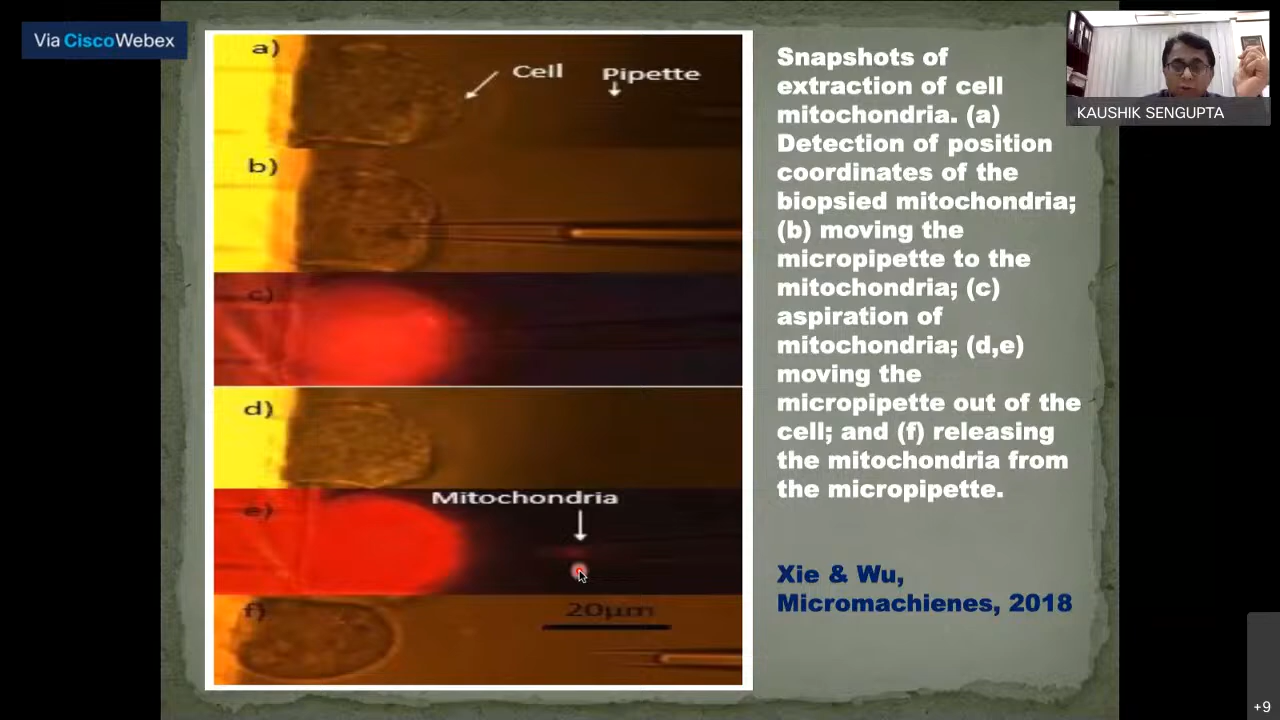 Via CiscoWebex
a)
Cell
Pipette
b)
c)
d)
Mitochondria
e)
f)
20µm
Snapshots of
extraction of cell
mitochondria. (a)
Detection of position
coordinates of the
biopsied mitochondria;
(b) moving the
micropipette to the
mitochondria; (c)
aspiration of
mitochondria; (d,e)
moving the
micropipette out of the
cell; and (f) releasing
the mitochondria from
the micropipette.
Xie & Wu,
Micromachienes, 2018
KAUSHIK SENGUPTA
+9